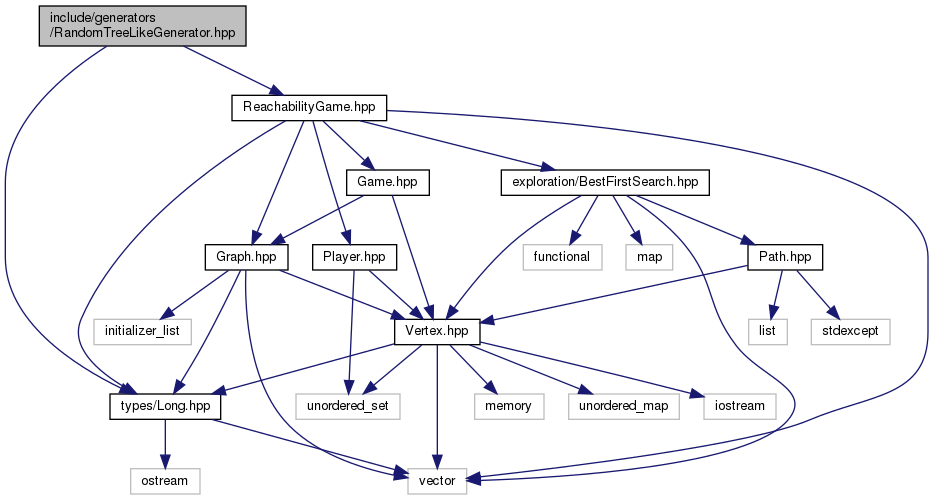 include/generators
/RandomTreeLikeGenerator.hpp
ReachabilityGame.hpp
Game.hpp
exploration/BestFirstSearch.hpp
Graph.hpp
Player.hpp
functional
map
Path.hpp
initializer_list
Vertex.hpp
list
stdexcept
types/Long.hpp
unordered_set
memory
unordered_map
iostream
ostream
vector